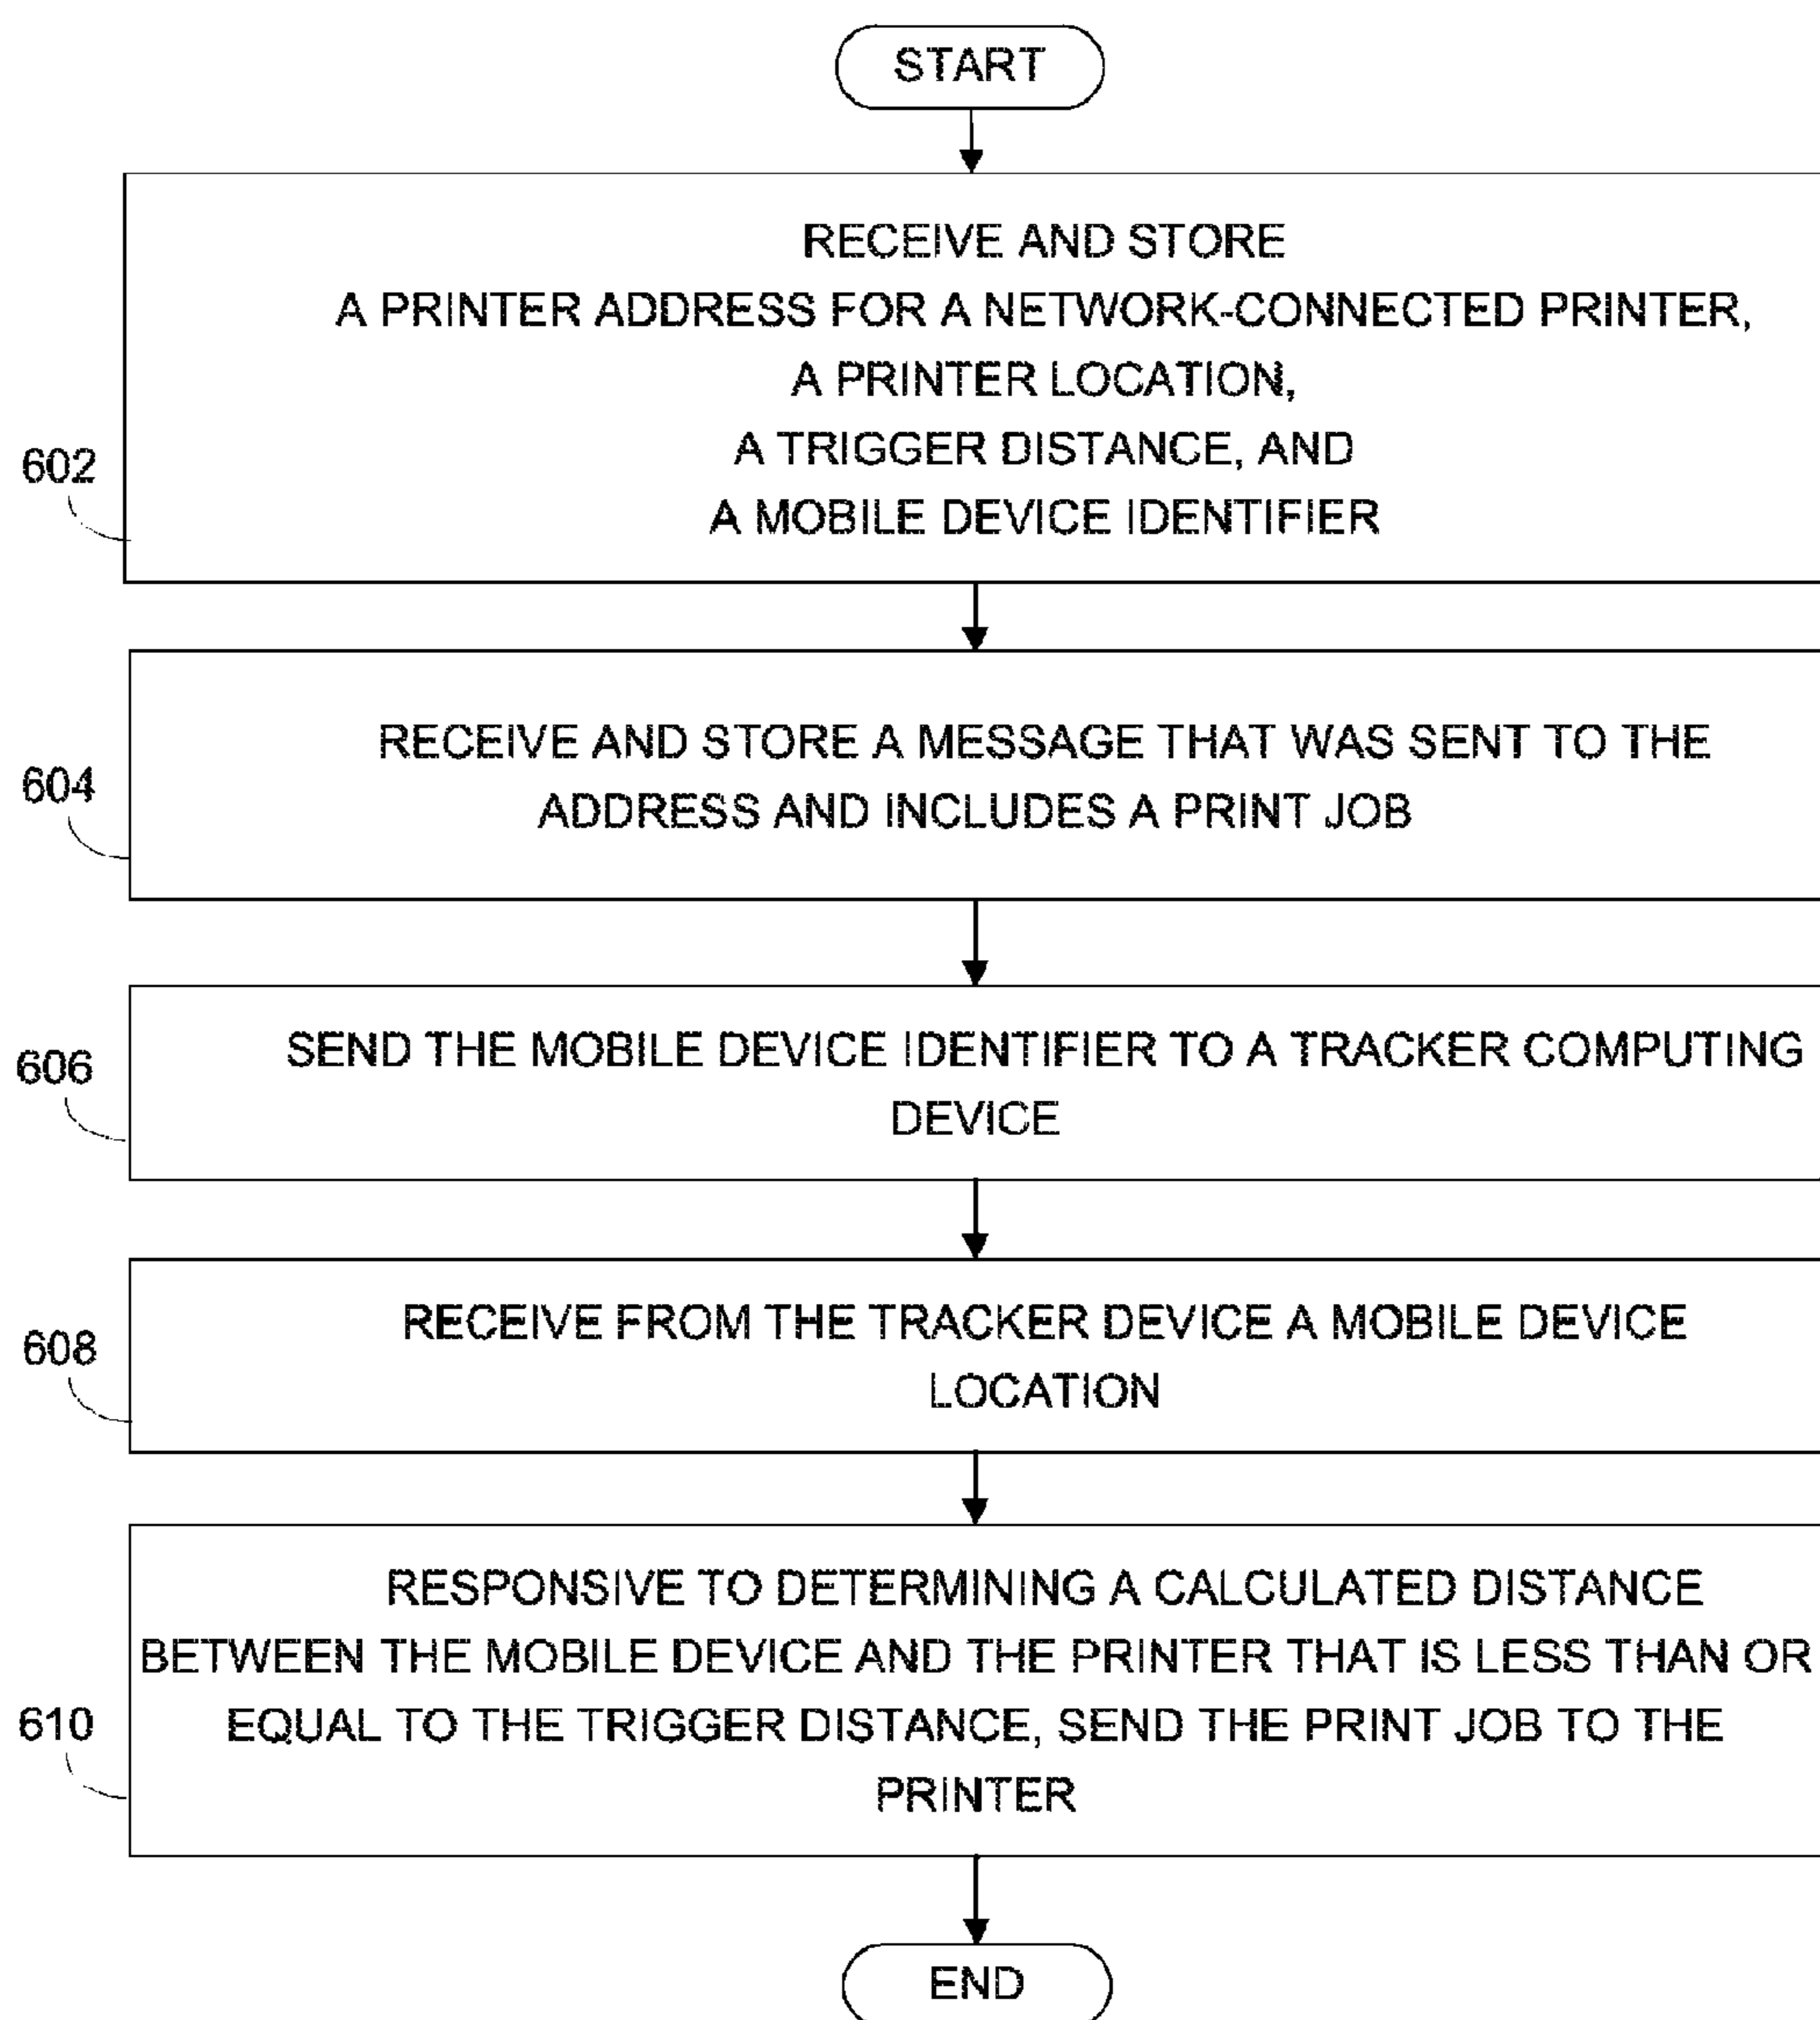 START
RECEIVE AND STORE
A PRINTER ADDRESS FOR A NETWORK-CONNECTED PRINTER,
A PRINTER LOCATION,
A TRIGGER DISTANCE, AND
A MOBILE DEVICE IDENTIFIER
602
RECEIVE AND STORE A MESSAGE THAT WAS SENT TO THE
ADDRESS AND INCLUDES A PRINT JOB
604
SEND THE MOBILE DEVICE IDENTIFIER TO A TRACKER COMPUTING
DEVICE
606
RECEIVE FROM THE TRACKER DEVICE A MOBILE DEVICE
LOCATION
608
RESPONSIVE TO DETERMINING A CALCULATED DISTANCE
BETWEEN THE MOBILE DEVICE AND THE PRINTER THAT IS LESS THAN OR
EQUAL TO THE TRIGGER DISTANCE, SEND THE PRINT JOB TO THE
PRINTER
610
END